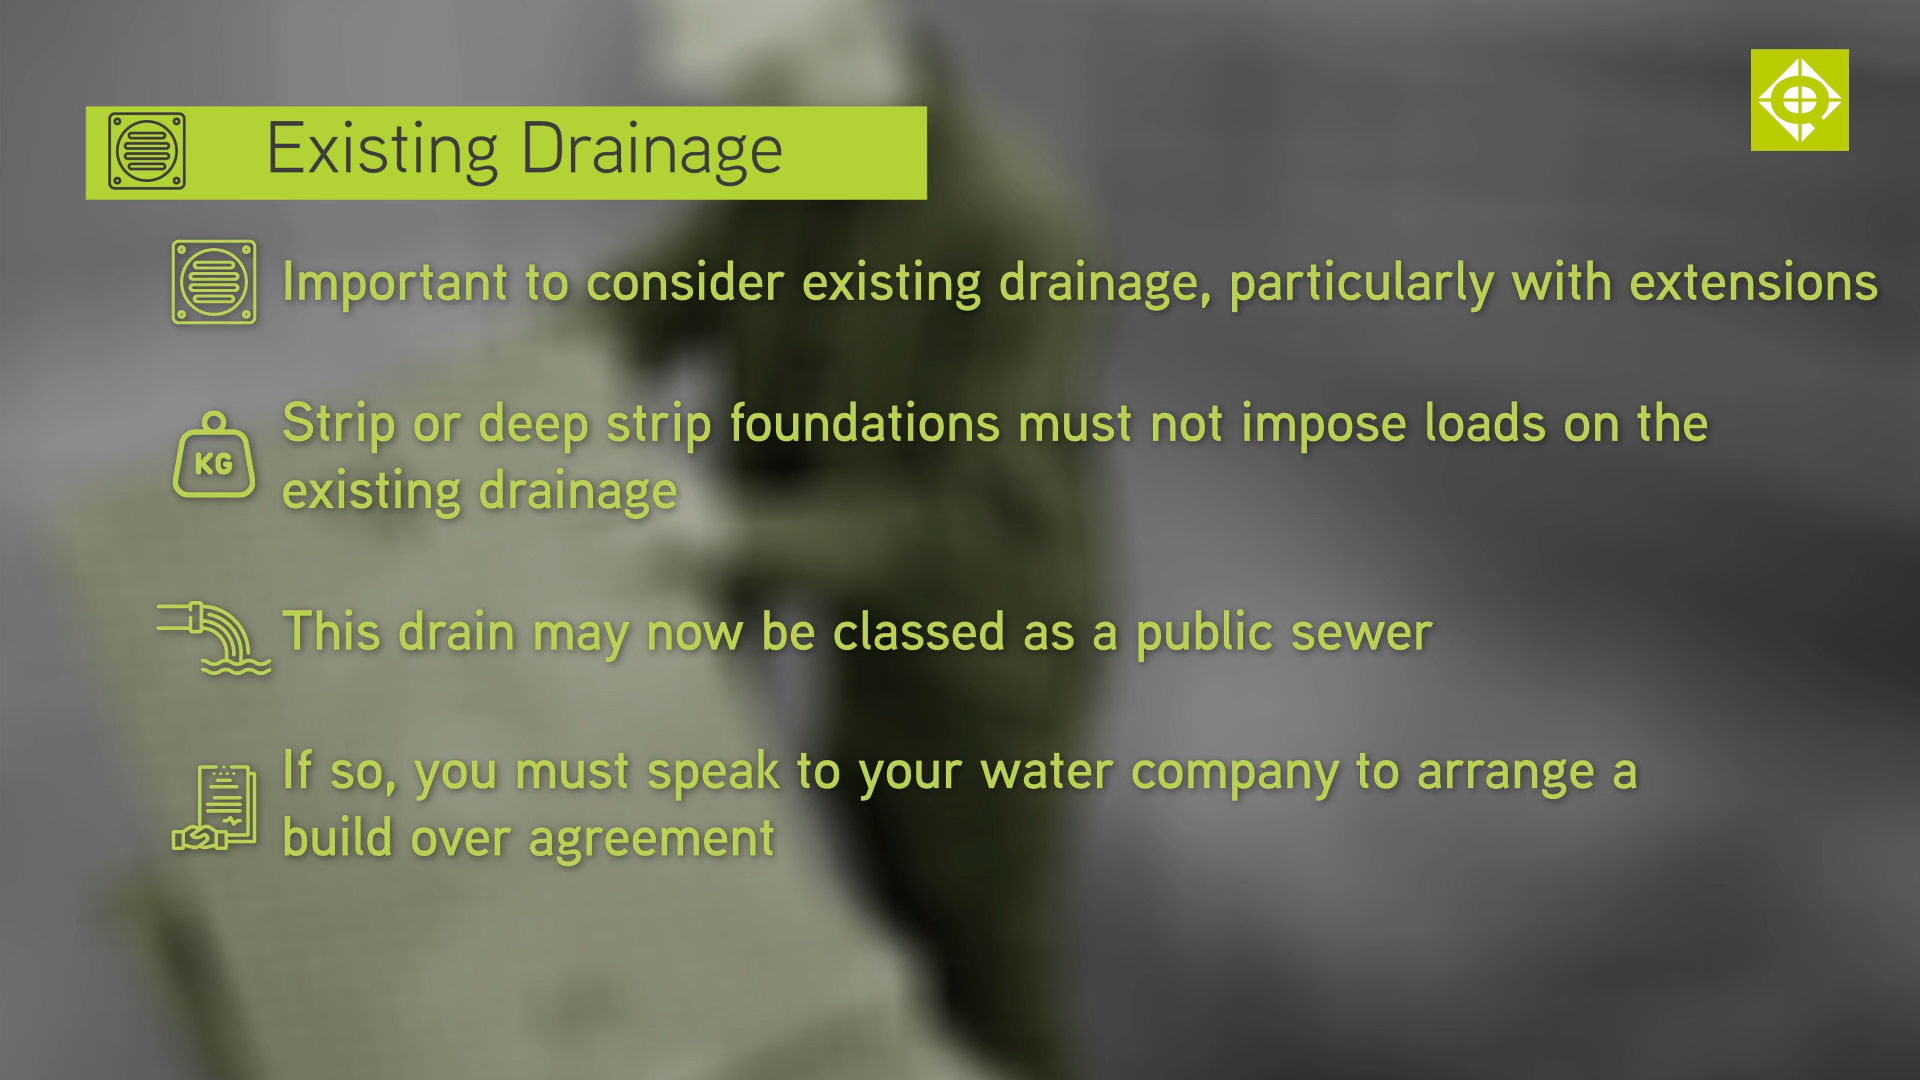 Existing Drainage
Important to consider existing drainage, particularly with extensions
Strip or deep strip foundations must not impose loads on the
existing drainage
KG
This drain may now be classed as a public sewer
If so, you must speak to your water company to arrange a
build over agreement